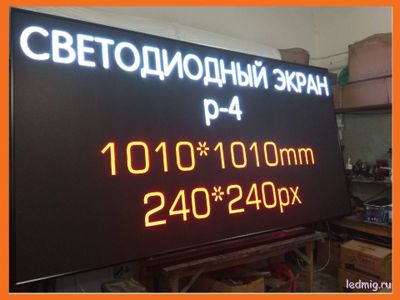 СВЕТОДИОДНЫЙ ЭКРАН
р-4
1010*1010mm
240*240px
ledmig.ru